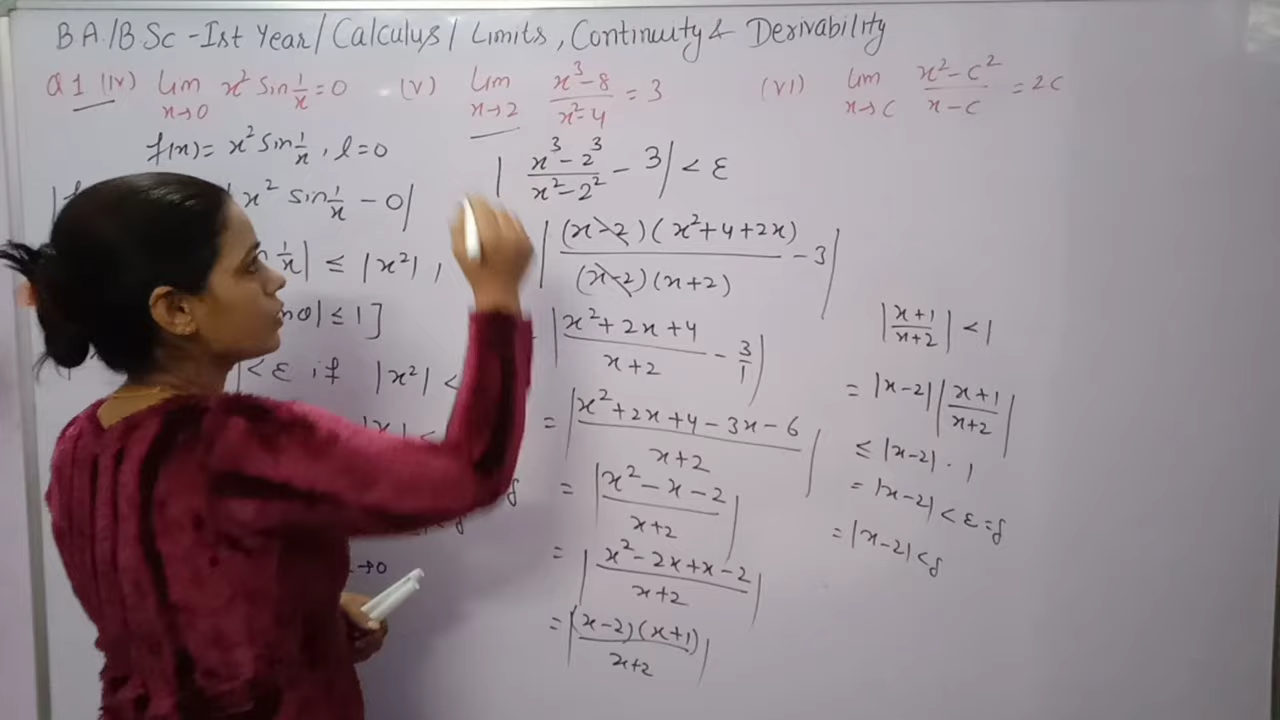 B.A./B.Sc - Ist Year/ Calculus/ Limits, Continuity & Derivability
Q1 (iv) lim x→0 x² Sin 1/x = 0 (v) lim x→2 x³-8/x²-4 = 3 (vi) lim x→c x²-c²/x-c = 2c
f(x) = x² Sin 1/x, l=0
x² sin 1/x - 0|
1/x| ≤ |x²|,
≤ 1]
< ε if |x²| <
|x|
→0
| x³-2³/x²-2² - 3| < ε
| (x-2)(x²+4+2x)/(x-2)(x+2) - 3 |
| x²+2x+4/x+2 - 3/1 |
= | x²+2x+4-3x-6/x+2 |
= | x²-x-2/x+2 |
= | x²-2x+x-2/x+2 |
= | (x-2)(x+1)/x+2 |
| x+1/x+2 | < 1
= |x-2| | x+1/x+2 |
≤ |x-2| · 1
= |x-2| < ε = δ
= |x-2| < δ